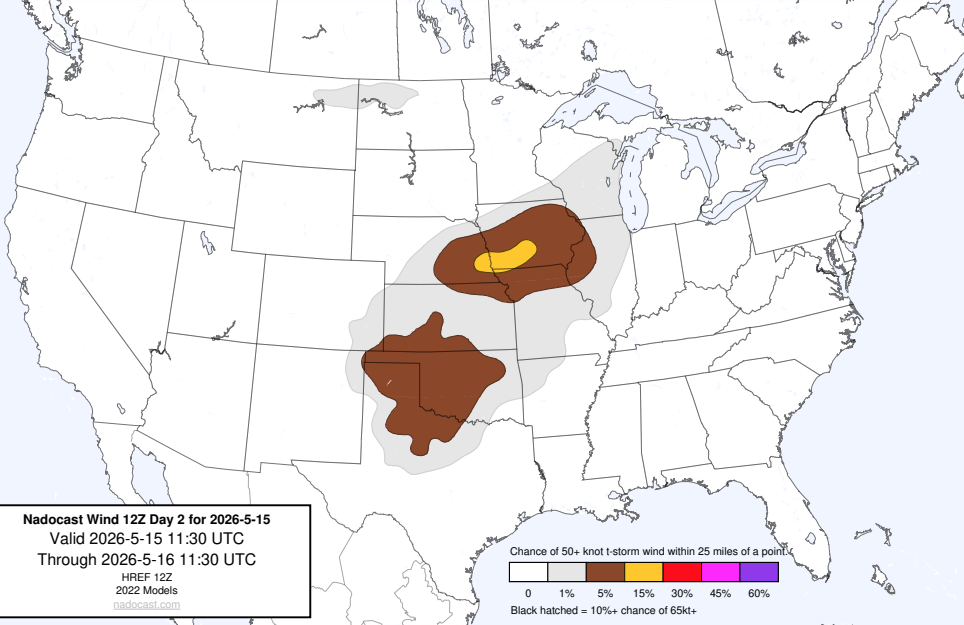 Nadocast Wind 12Z Day 2 for 2026-5-15
Valid 2026-5-15 11:30 UTC
Through 2026-5-16 11:30 UTC
HREF 12Z
2022 Models
nadocast.com
Chance of 50+ knot t-storm wind within 25 miles of a point.
0 1% 5% 15% 30% 45% 60%
Black hatched = 10%+ chance of 65kt+